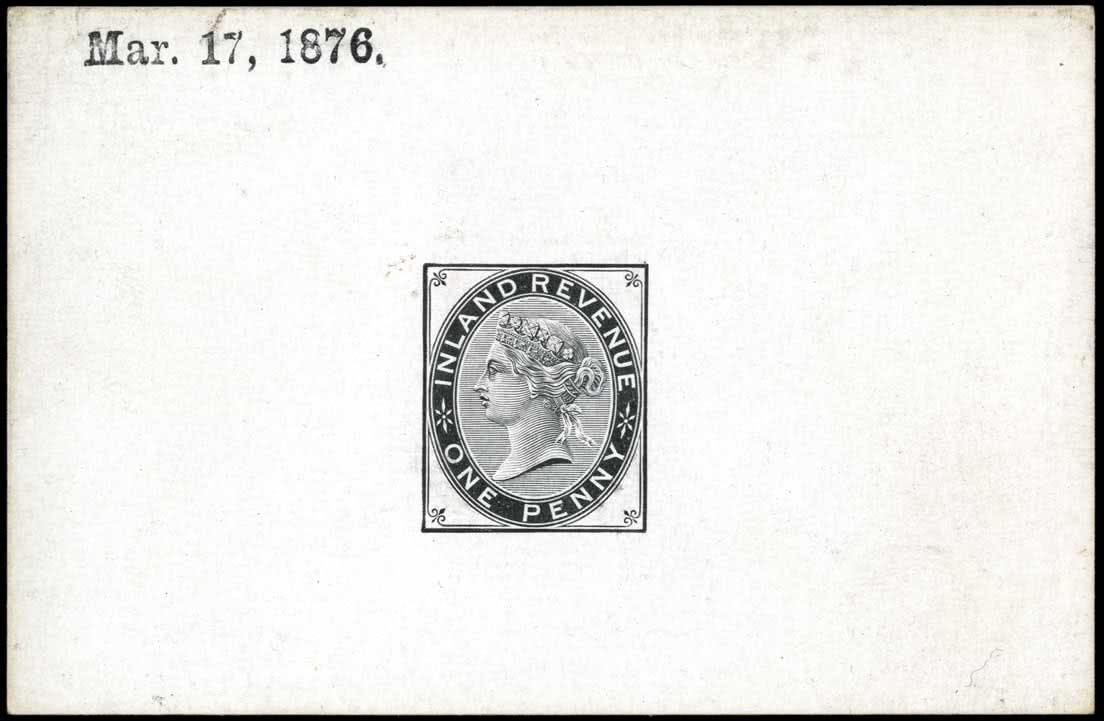 Mar. 17, 1876.
INLAND REVENUE
ONE PENNY